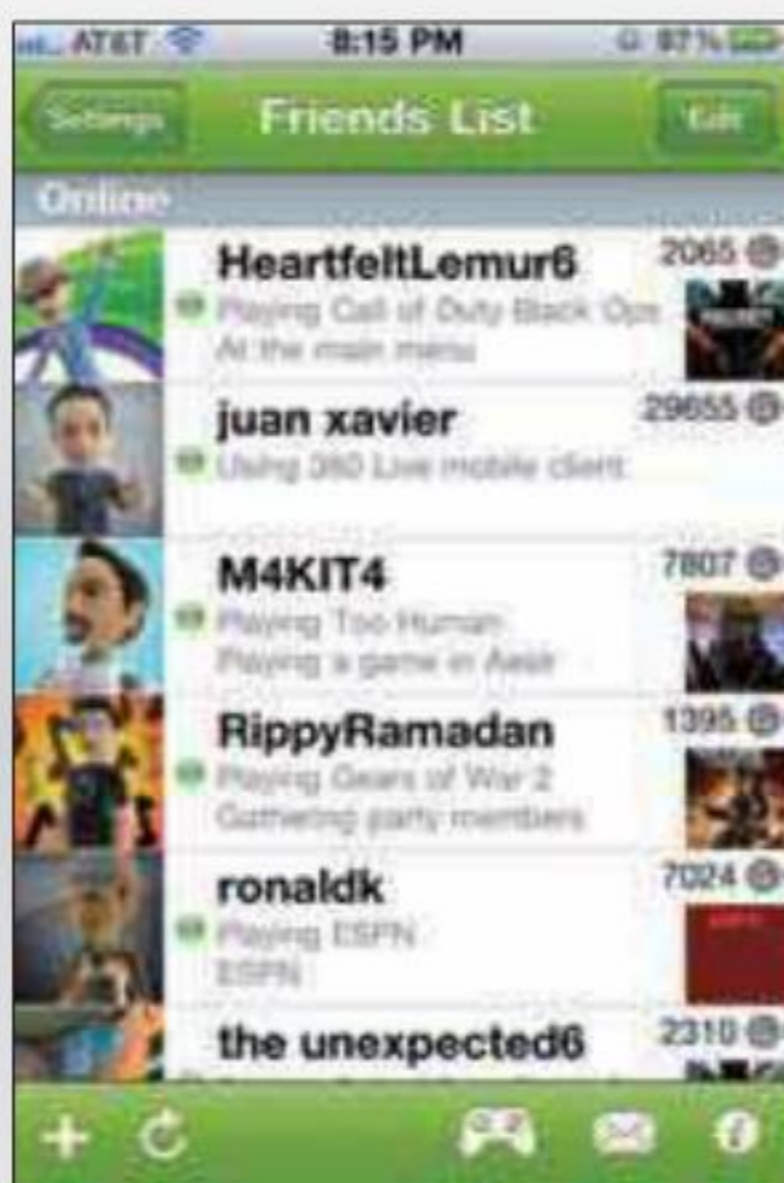 AT&T 8:15 PM 97%
Settings Friends List Edit
Online
HeartfeltLemur6 2065 G
Playing Call of Duty Black Ops
At the main menu
juan xavier 29655 G
Using 360 Live mobile client
M4KIT4 7807 G
Playing Too Human
Playing a game in Aesir
RippyRamadan 1395 G
Playing Gears of War 2
Gathering party members
ronaldk 7024 G
Playing ESPN
ESPN
the unexpected6 2310 G